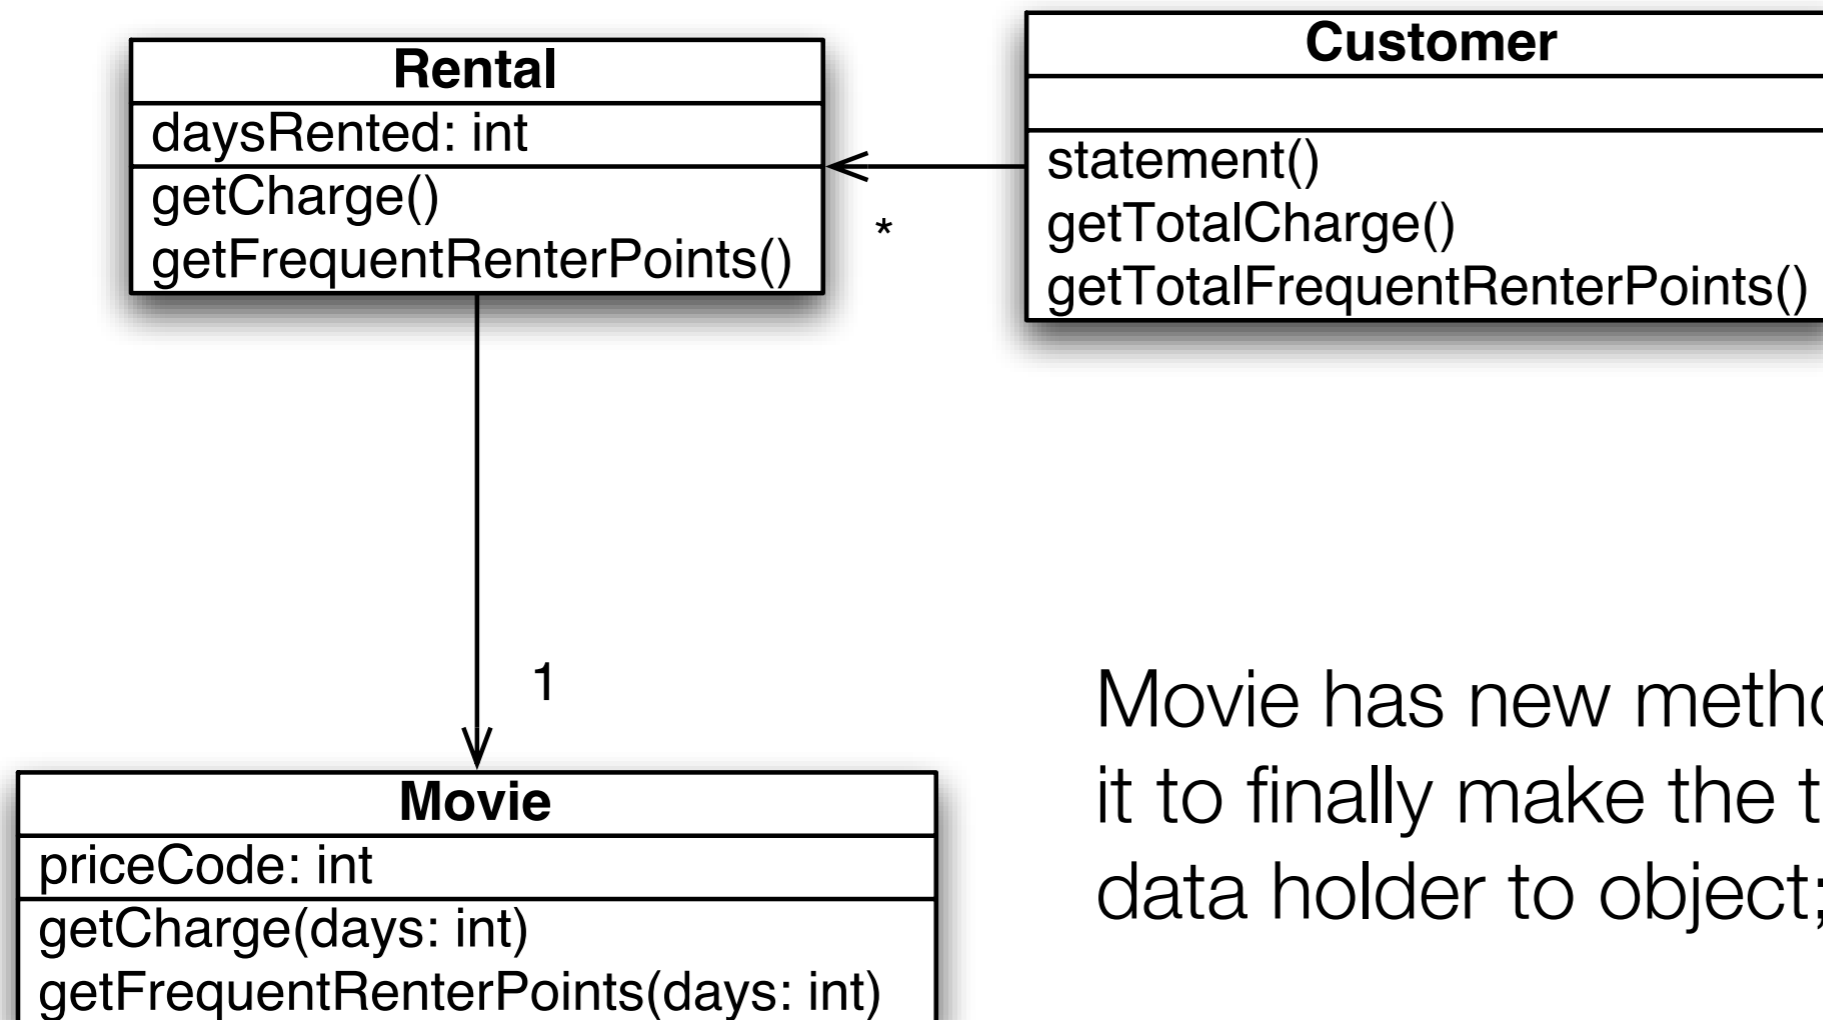 Rental
daysRented: int
getCharge()
getFrequentRenterPoints()
Customer
statement()
getTotalCharge()
getTotalFrequentRenterPoints()
*
1
Movie
priceCode: int
getCharge(days: int)
getFrequentRenterPoints(days: int)
Movie has new
it to finally make the
data holder to object;